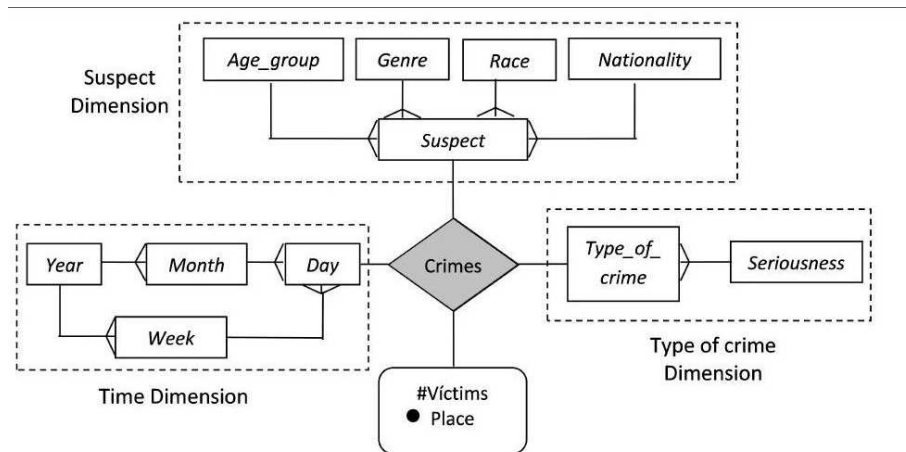 Age_group
Genre
Race
Nationality
Suspect
Dimension
Suspect
Year
Month
Day
Crimes
Type_of_
crime
Seriousness
Week
Type of crime
Dimension
Time Dimension
#Víctims
● Place